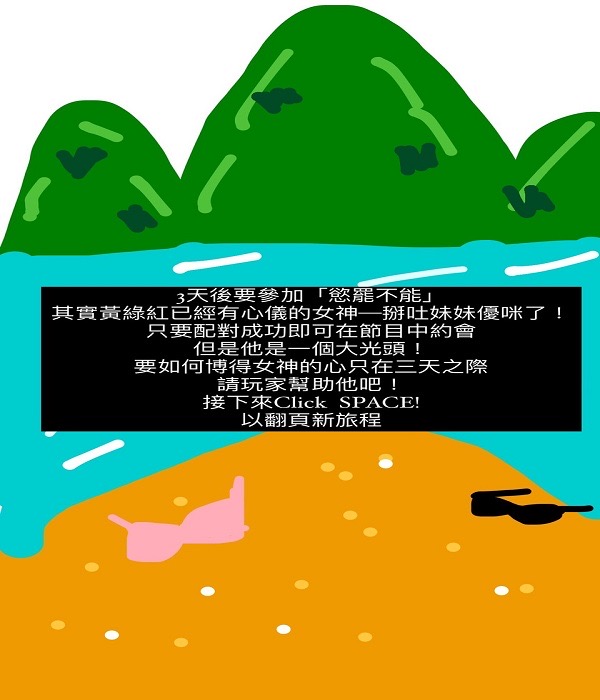 3天後要參加「慾罷不能」
其實黃綠紅已經有心儀的女神—掰吐妹妹優咪了！
只要配對成功即可在節目中約會
但是他是一個大光頭！
要如何博得女神的心只在三天之際
請玩家幫助他吧！
接下來Click SPACE!
以翻頁新旅程